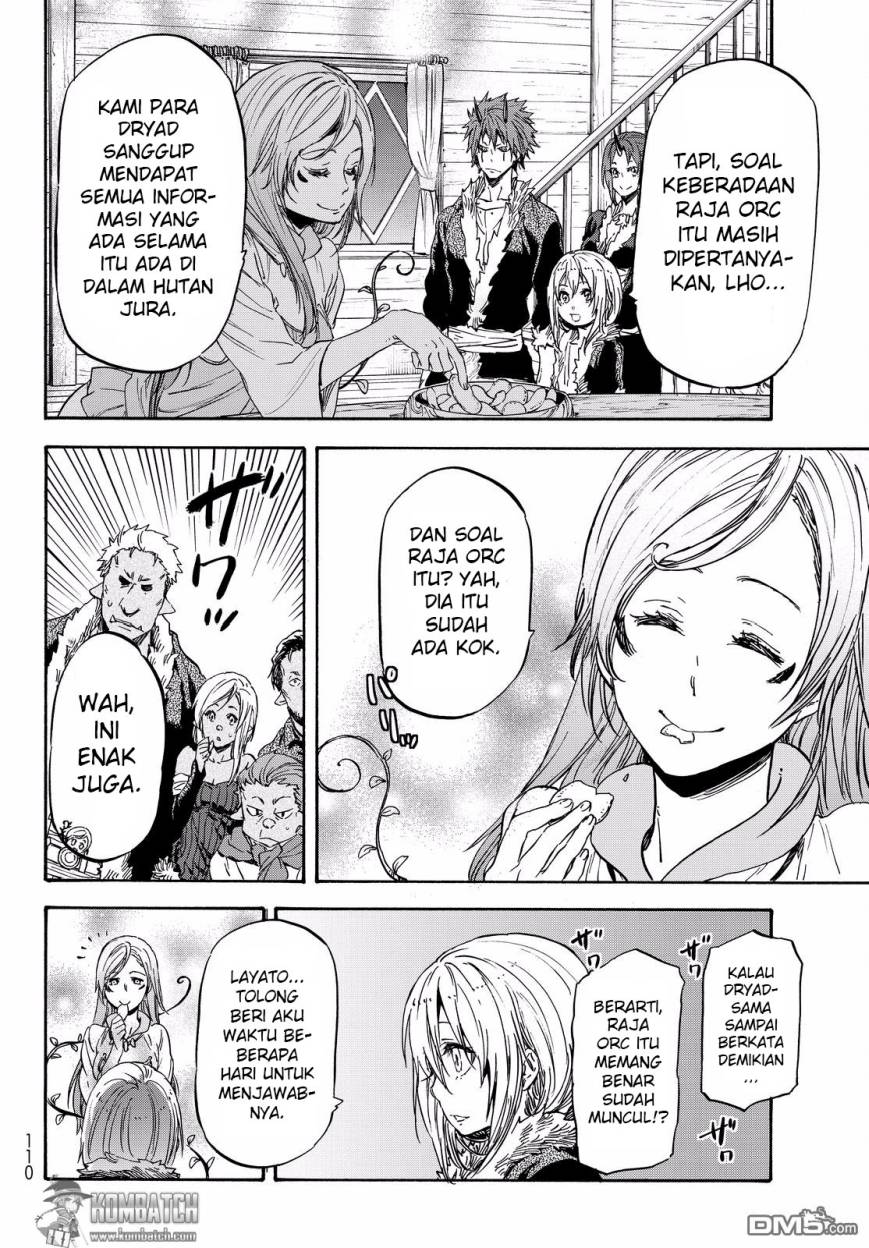 TAPI, SOAL
KEBERADAAN
RAJA ORC
ITU MASIH
DIPERTANYA-
KAN, LHO...
KAMI PARA
DRYAD
SANGGUP
MENDAPAT
SEMUA INFOR-
MASI YANG
ADA SELAMA
ITU ADA DI
DALAM HUTAN
JURA.
DAN SOAL
RAJA ORC
ITU? YAH,
DIA ITU
SUDAH
ADA KOK.
ザワッ
WAH,
INI
ENAK
JUGA.
ザワ
KALAU
DRYAD-
SAMA
SAMPAI
BERKATA
DEMIKIAN
...
ザワ
BERARTI,
RAJA
ORC ITU
MEMANG
BENAR
SUDAH
MUNCUL!?
LAYATO...
TOLONG
BERI AKU
WAKTU BE-
BERAPA
HARI UNTUK
MENJAWAB-
NYA.
110
KOMBATCH
www.kombatch.com
DM5.com